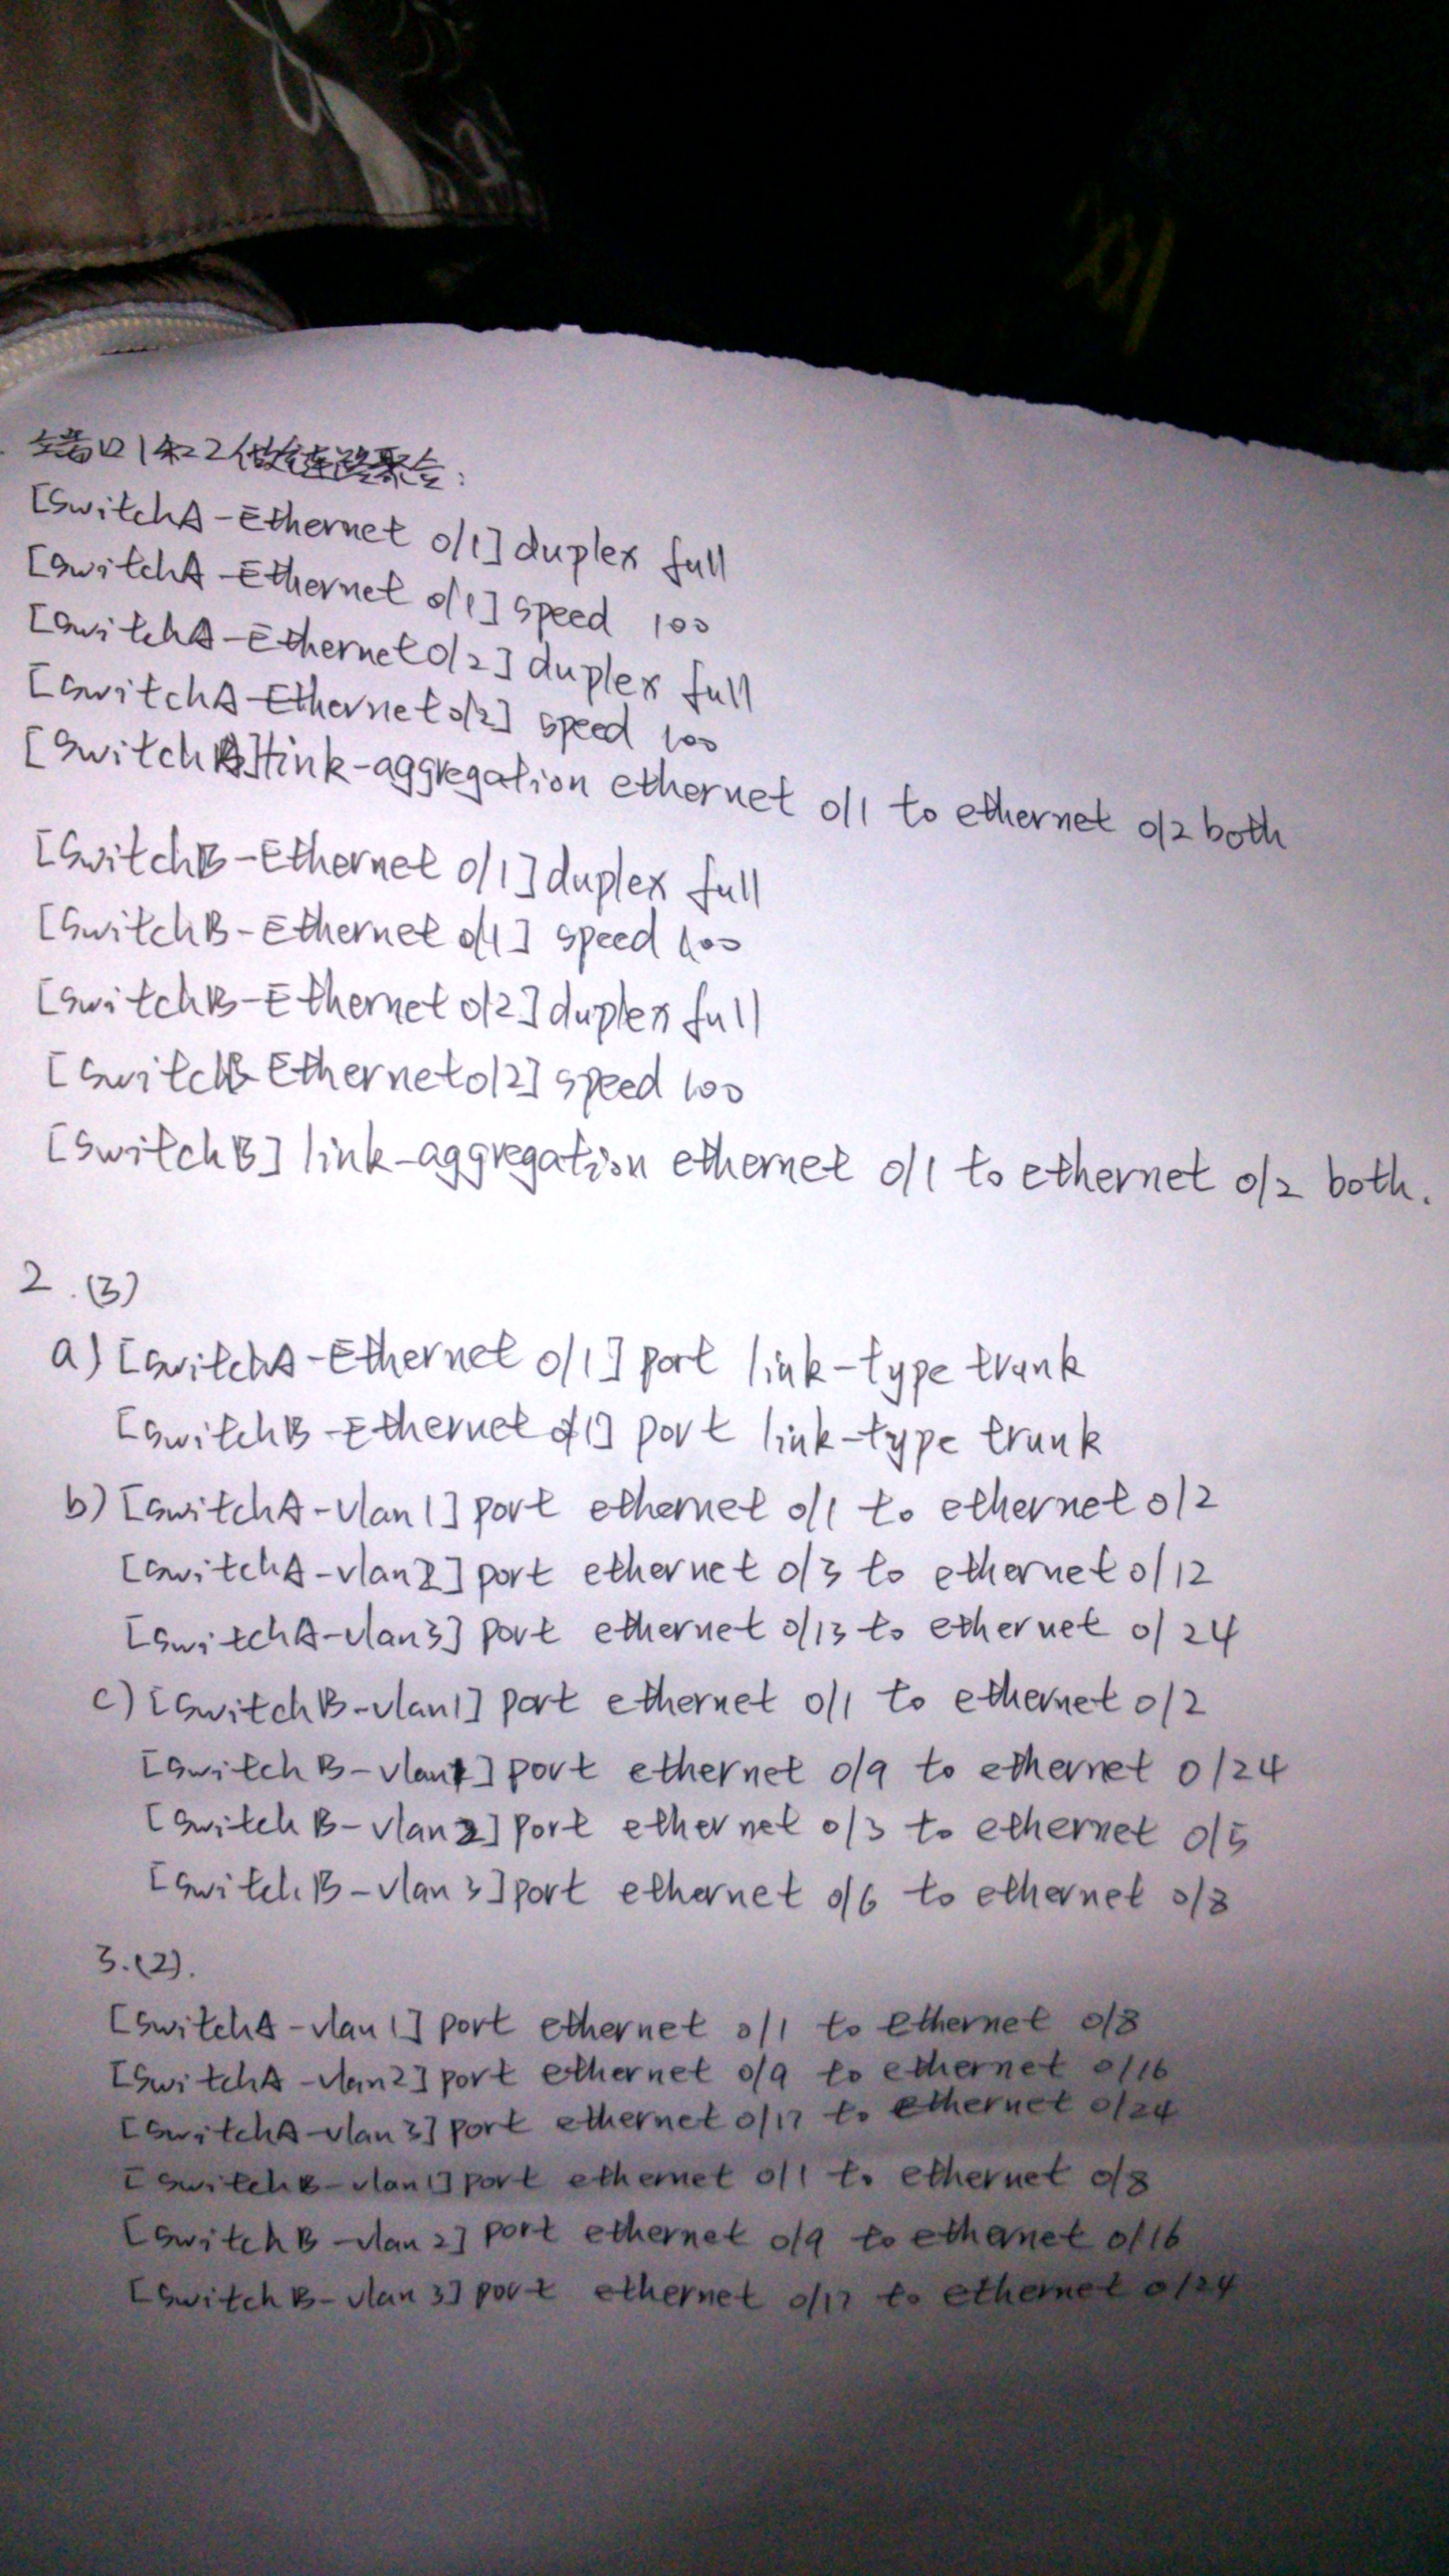 端口1和2做链路聚合:
[SwitchA-Ethernet 0/1] duplex full
[SwitchA-Ethernet 0/1] speed 100
[SwitchA-Ethernet0/2] duplex full
[SwitchA-Ethernet0/2] speed 100
[SwitchA]link-aggregation ethernet 0/1 to ethernet 0/2 both
[SwitchB-Ethernet 0/1] duplex full
[SwitchB-Ethernet 0/1] speed 100
[SwitchB-Ethernet 0/2] duplex full
[SwitchB-Ethernet0/2] speed 100
[SwitchB] link-aggregation ethernet 0/1 to ethernet 0/2 both.
2.(3)
a) [SwitchA-Ethernet 0/1] port link-type trunk
[SwitchB-Ethernet 0/1] port link-type trunk
b) [SwitchA-vlan1] port ethernet 0/1 to ethernet 0/2
[SwitchA-vlan2] port ethernet 0/3 to ethernet 0/12
[SwitchA-vlan3] port ethernet 0/13 to ethernet 0/24
c) [SwitchB-vlan1] port ethernet 0/1 to ethernet 0/2
[SwitchB-vlan1] port ethernet 0/9 to ethernet 0/24
[SwitchB-vlan2] port ethernet 0/3 to ethernet 0/5
[SwitchB-vlan3] port ethernet 0/6 to ethernet 0/8
3.(2).
[SwitchA-vlan1] port ethernet 0/1 to ethernet 0/8
[SwitchA-vlan2] port ethernet 0/9 to ethernet 0/16
[SwitchA-vlan3] port ethernet 0/17 to ethernet 0/24
[SwitchB-vlan1] port ethernet 0/1 to ethernet 0/8
[SwitchB-vlan2] port ethernet 0/9 to ethernet 0/16
[SwitchB-vlan3] port ethernet 0/17 to ethernet 0/24